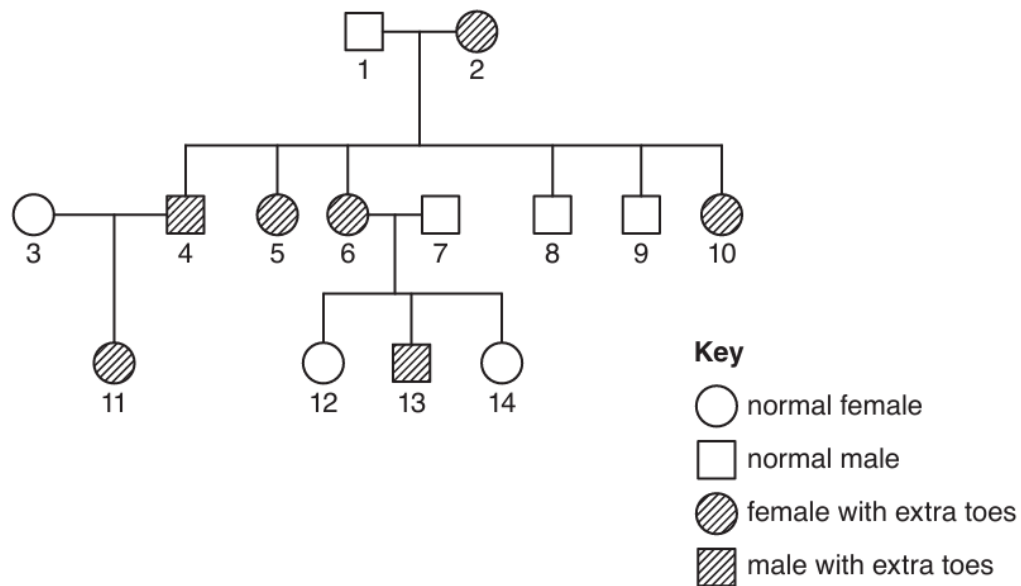 1 2
3 4 5 6 7 8 9 10
11 12 13 14
Key
normal female
normal male
female with extra toes
male with extra toes